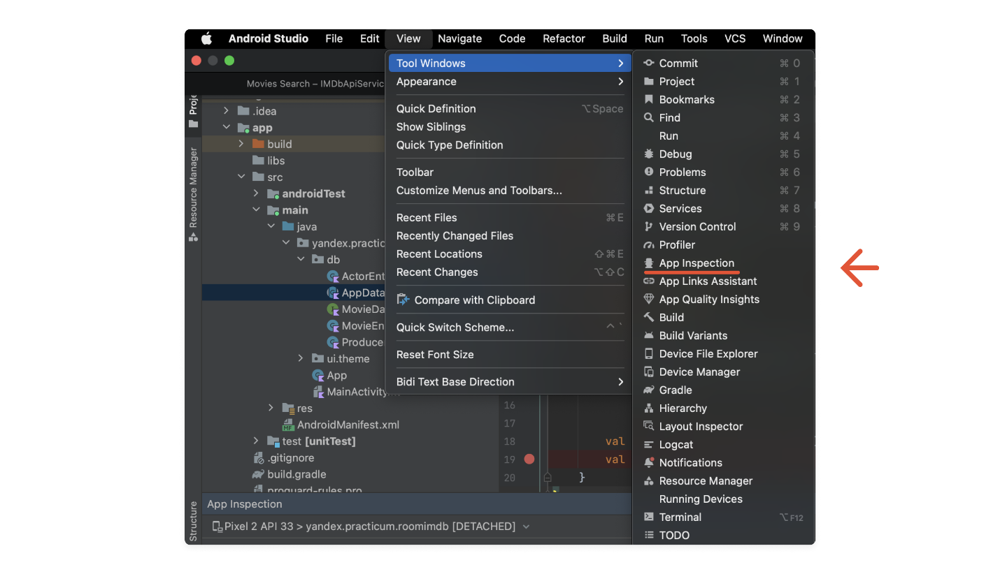 Android Studio File Edit View Navigate Code Refactor Build Run Tools VCS Window
Movies Search – IMDbApiServic
Resource Manager
Structure
.idea
app
build
libs
src
androidTest
main
java
yandex.practic
db
ActorEnt
AppData
MovieDa
MovieEn
Produce
ui.theme
App
MainActivity
res
MF AndroidManifest.xml
test [unitTest]
.gitignore
build.gradle
proguard-rules.pro
Tool Windows
Appearance
Quick Definition ⌥Space
Show Siblings
Quick Type Definition
Toolbar
Customize Menus and Toolbars...
Recent Files ⌘E
Recently Changed Files
Recent Locations ⇧⌘E
Recent Changes ⌥⇧C
Compare with Clipboard
Quick Switch Scheme... ^ `
Reset Font Size
Bidi Text Base Direction
Commit ⌘ 0
Project ⌘ 1
Bookmarks ⌘ 2
Find ⌘ 3
Run ⌘ 4
Debug ⌘ 5
Problems ⌘ 6
Structure ⌘ 7
Services ⌘ 8
Version Control ⌘ 9
Profiler
App Inspection
App Links Assistant
App Quality Insights
Build
Build Variants
Device File Explorer
Device Manager
Gradle
Hierarchy
Layout Inspector
Logcat
Notifications
Resource Manager
Running Devices
Terminal ⌥F12
TODO
16
17
18 val
19 val
20 }
App Inspection
Pixel 2 API 33 > yandex.practicum.roomimdb [DETACHED]